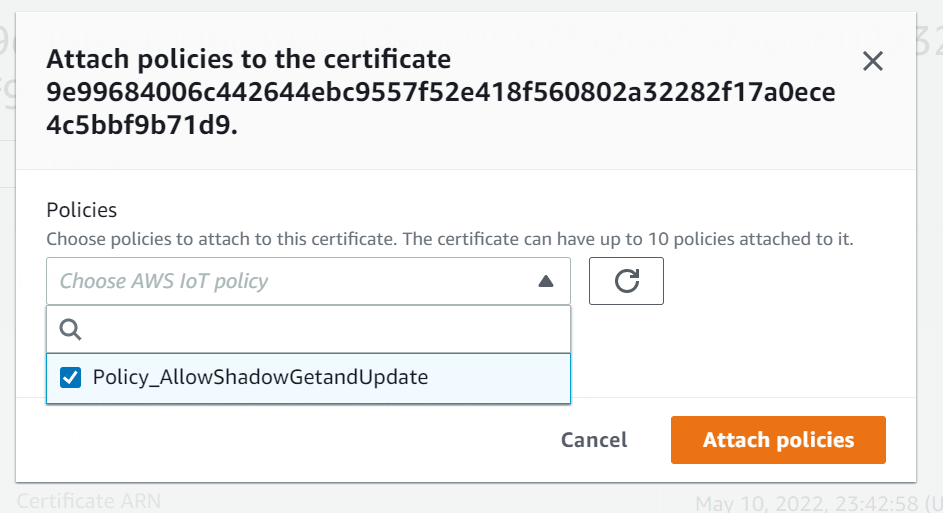 Attach policies to the certificate
9e99684006c442644ebc9557f52e418f560802a32282f17a0ece
4c5bbf9b71d9.
Policies
Choose policies to attach to this certificate. The certificate can have up to 10 policies attached to it.
Choose AWS IoT policy
Policy_AllowShadowGetandUpdate
Cancel
Attach policies
Certificate ARN
May 10, 2022, 23:42:58 (U